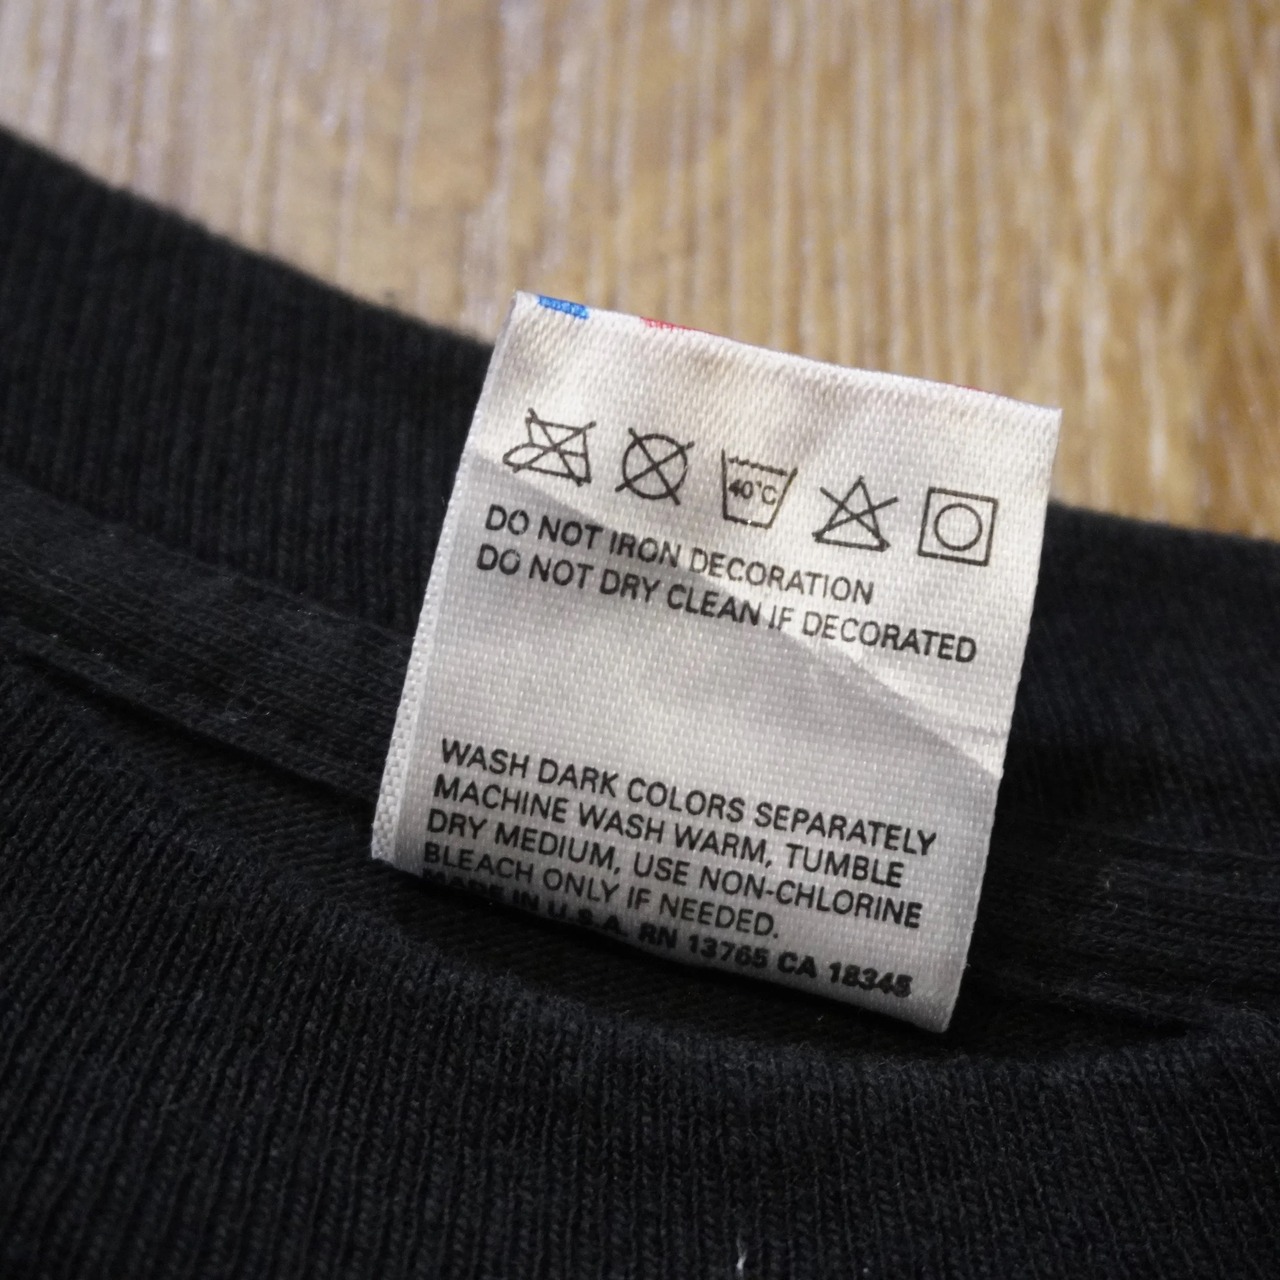 40°C
DO NOT IRON DECORATION
DO NOT DRY CLEAN IF DECORATED
WASH DARK COLORS SEPARATELY
MACHINE WASH WARM, TUMBLE
DRY MEDIUM, USE NON-CHLORINE
BLEACH ONLY IF NEEDED.
MADE IN U.S.A. RN 13765 CA 18345